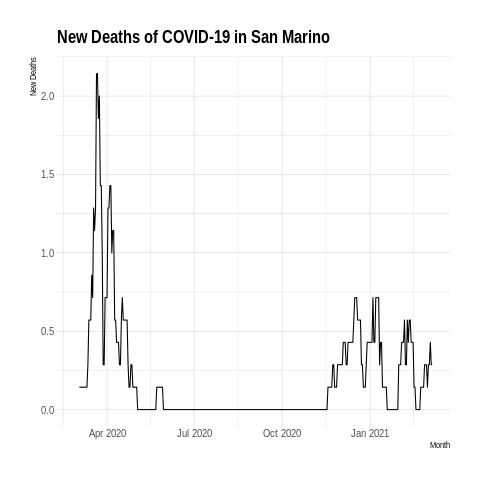 New Deaths of COVID-19 in San Marino
New Deaths
2.0
1.5
1.0
0.5
0.0
Apr 2020 Jul 2020 Oct 2020 Jan 2021
Month